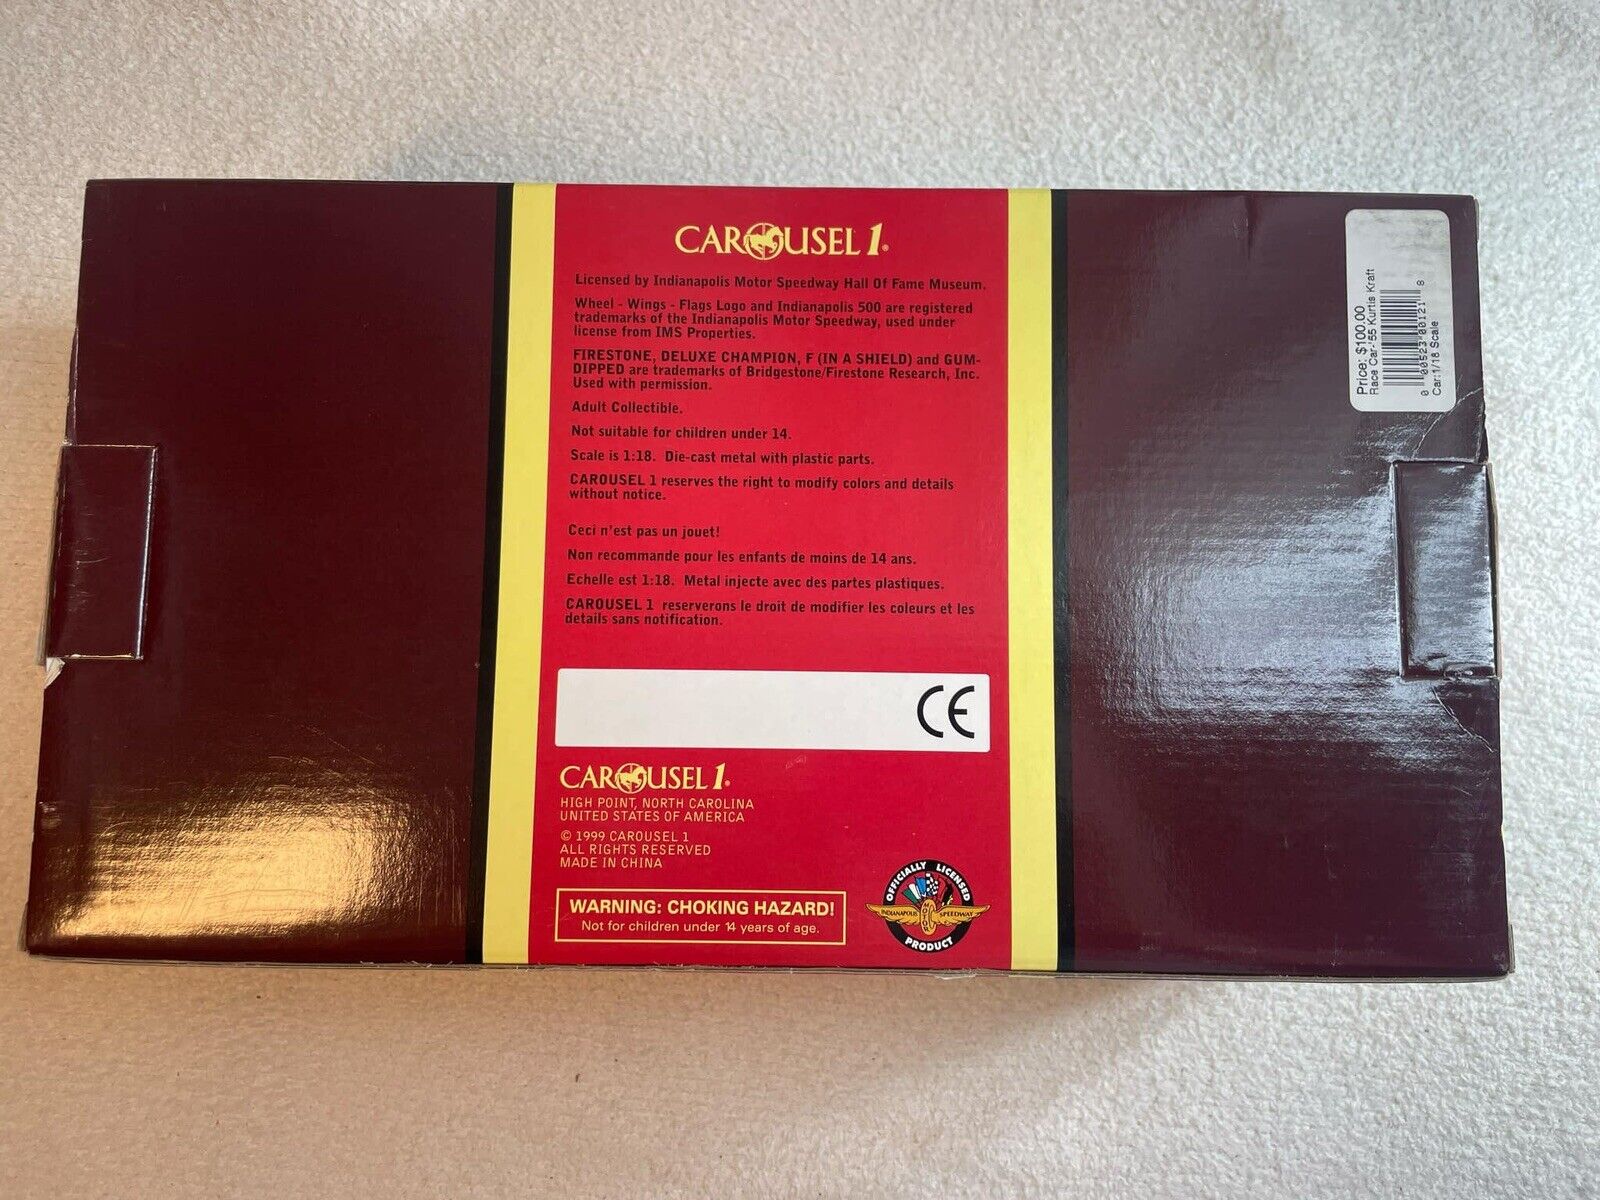 CAROUSEL 1®
Licensed by Indianapolis Motor Speedway Hall Of Fame Museum.
Wheel - Wings - Flags Logo and Indianapolis 500 are registered
trademarks of the Indianapolis Motor Speedway, used under
license from IMS Properties.
FIRESTONE, DELUXE CHAMPION, F (IN A SHIELD) and GUM-
DIPPED are trademarks of Bridgestone/Firestone Research, Inc.
Used with permission.
Adult Collectible.
Not suitable for children under 14.
Scale is 1:18. Die-cast metal with plastic parts.
CAROUSEL 1 reserves the right to modify colors and details
without notice.
Ceci n'est pas un jouet!
Non recommande pour les enfants de moins de 14 ans.
Echelle est 1:18. Metal injecte avec des partes plastiques.
CAROUSEL 1 reserverons le droit de modifier les coleurs et les
details sans notification.
CE
CAROUSEL 1®
HIGH POINT, NORTH CAROLINA
UNITED STATES OF AMERICA
© 1999 CAROUSEL 1
ALL RIGHTS RESERVED
MADE IN CHINA
WARNING: CHOKING HAZARD!
Not for children under 14 years of age.
OFFICIALLY LICENSED
INDIANAPOLIS MOTOR SPEEDWAY
PRODUCT
Price: $100.00
Race Car-'55 Kurtis Kraft
0 00523 00121 8
Car:1/18 Scale